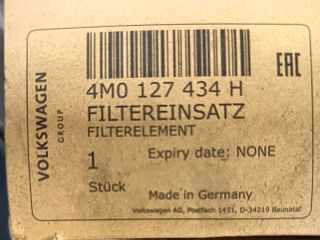 VOLKSWAGEN
GROUP
4M0 127 434 H
FILTEREINSATZ
FILTERELEMENT
1
Expiry date: NONE
Stück
Made in Germany
Volkswagen AG, Postfach 1451, D-34219 Baunatal
EAC